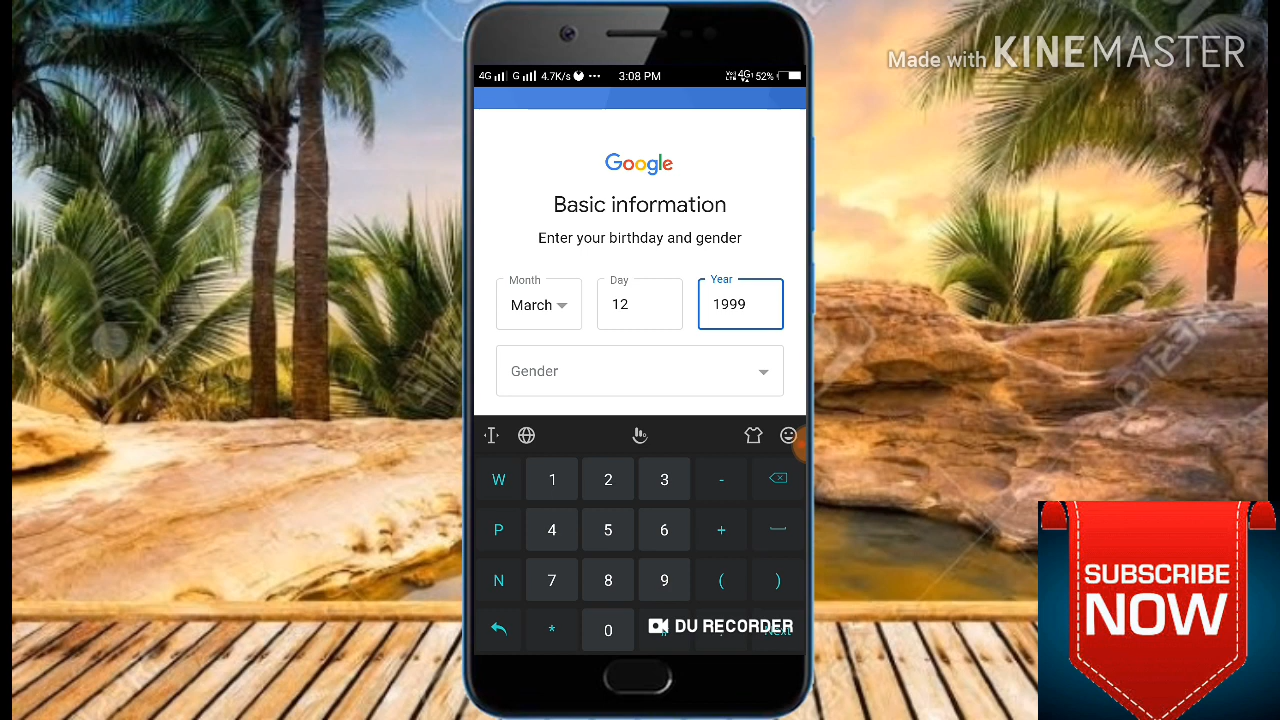 Made with KINEMASTER
4G G 4.7K/s ··· 3:08 PM 4G 52%
Google
Basic information
Enter your birthday and gender
Month Day Year
March 12 1999
Gender
W 1 2 3 -
P 4 5 6 +
N 7 8 9 ( )
* 0
DU RECORDER
SUBSCRIBE
NOW
123R